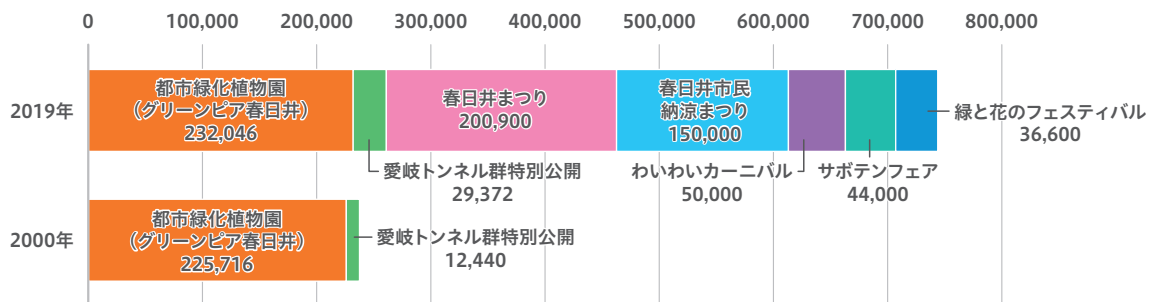 0 100,000 200,000 300,000 400,000 500,000 600,000 700,000 800,000
2019年
都市緑化植物園
（グリーンピア春日井）
232,046
愛岐トンネル群特別公開
29,372
春日井まつり
200,900
春日井市民
納涼まつり
150,000
わいわいカーニバル
50,000
サボテンフェア
44,000
緑と花のフェスティバル
36,600
2000年
都市緑化植物園
（グリーンピア春日井）
225,716
愛岐トンネル群特別公開
12,440